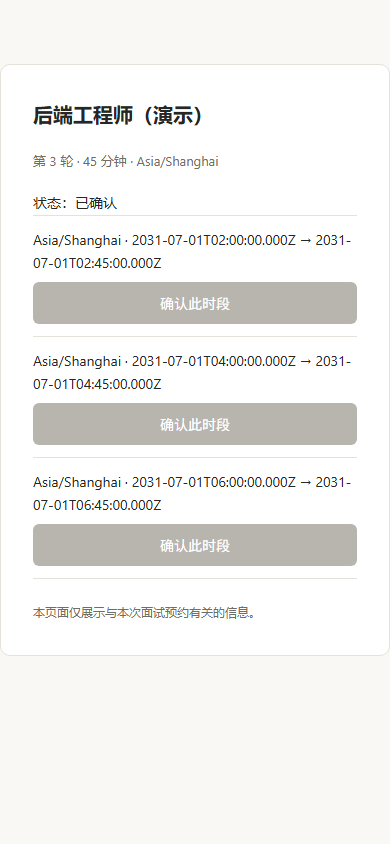 后端工程师（演示）
第 3 轮 · 45 分钟 · Asia/Shanghai
状态：已确认
Asia/Shanghai · 2031-07-01T02:00:00.000Z → 2031-
07-01T02:45:00.000Z
确认此时段
Asia/Shanghai · 2031-07-01T04:00:00.000Z → 2031-
07-01T04:45:00.000Z
确认此时段
Asia/Shanghai · 2031-07-01T06:00:00.000Z → 2031-
07-01T06:45:00.000Z
确认此时段
本页面仅展示与本次面试预约有关的信息。